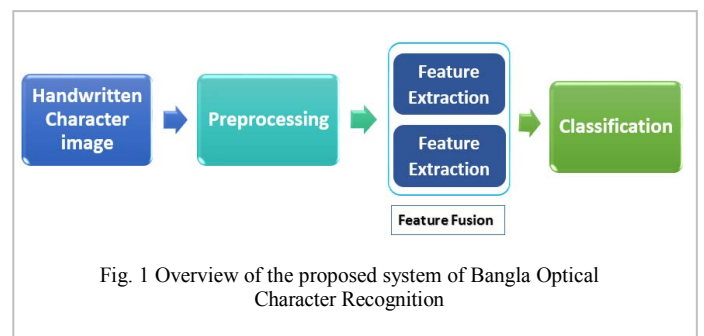 Handwritten
Character
image
Preprocessing
Feature
Extraction
Feature
Extraction
Feature Fusion
Classification
Fig. 1 Overview of the proposed system of Bangla Optical
Character Recognition